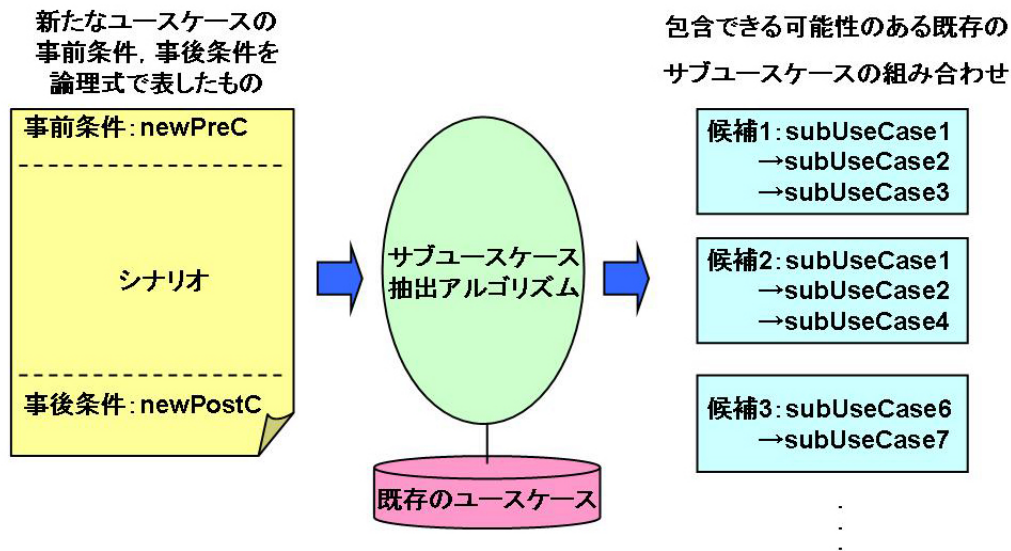 新たなユースケースの
事前条件，事後条件を
論理式で表したもの
事前条件：newPreC
シナリオ
事後条件：newPostC
サブユースケース
抽出アルゴリズム
既存のユースケース
包含できる可能性のある既存の
サブユースケースの組み合わせ
候補1：subUseCase1
→subUseCase2
→subUseCase3
候補2：subUseCase1
→subUseCase2
→subUseCase4
候補3：subUseCase6
→subUseCase7
.
.
.